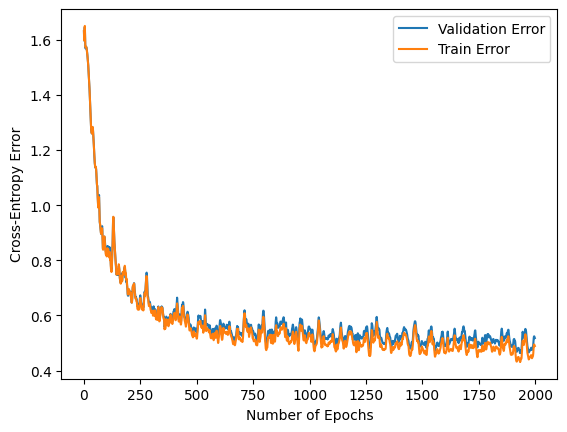 Validation Error
Train Error
1.6
1.4
1.2
1.0
0.8
0.6
0.4
Cross-Entropy Error
0 250 500 750 1000 1250 1500 1750 2000
Number of Epochs